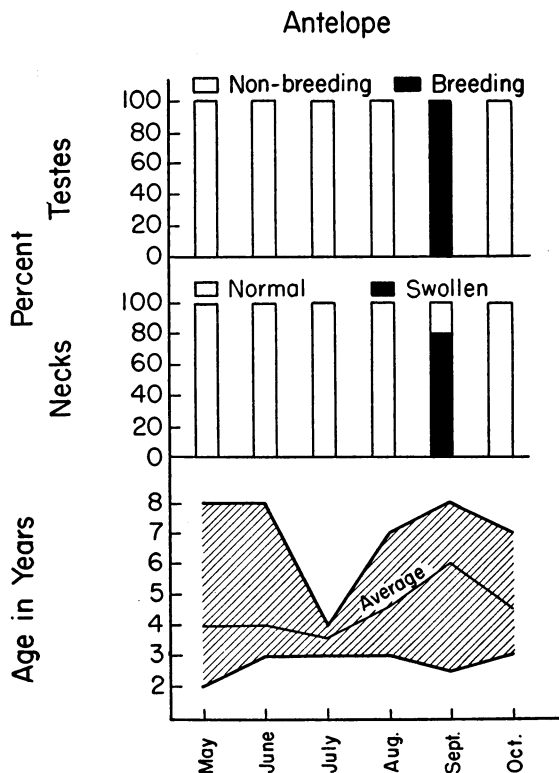 Antelope
Non-breeding Breeding
100
80
60
40
20
0
Testes
Percent
Normal Swollen
100
80
60
40
20
0
Necks
8
7
6
5
4
3
2
Age in Years
Average
May June July Aug. Sept. Oct.